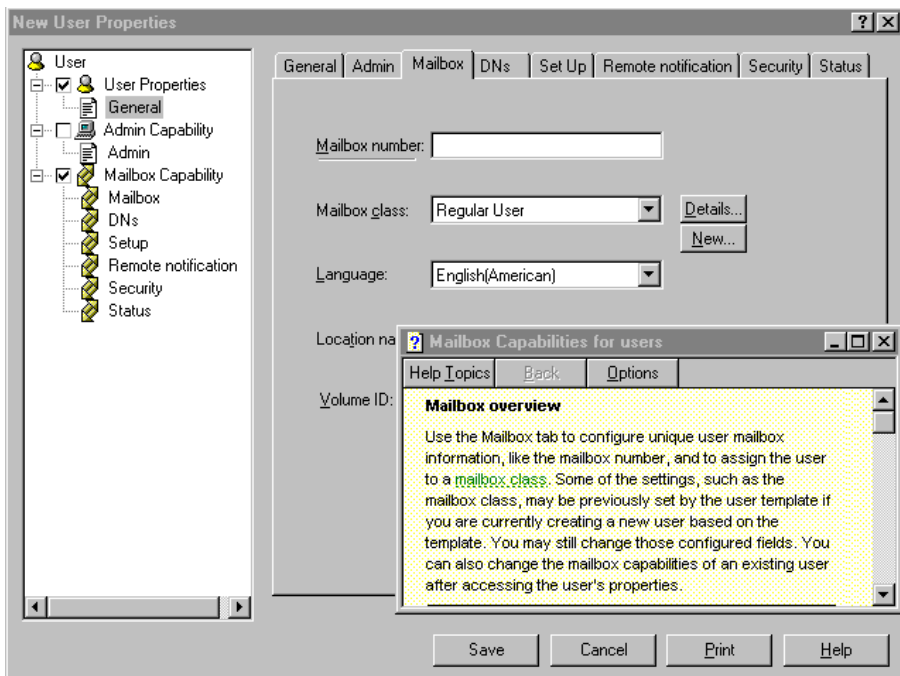 New User Properties
User
User Properties
General
Admin Capability
Admin
Mailbox Capability
Mailbox
DNs
Setup
Remote notification
Security
Status
General Admin Mailbox DNs Set Up Remote notification Security Status
Mailbox number:
Mailbox class: Regular User Details...
New...
Language: English(American)
Location na
Volume ID:
? Mailbox Capabilities for users
Help Topics Back Options
Mailbox overview
Use the Mailbox tab to configure unique user mailbox
information, like the mailbox number, and to assign the user
to a mailbox class. Some of the settings, such as the
mailbox class, may be previously set by the user template if
you are currently creating a new user based on the
template. You may still change those configured fields. You
can also change the mailbox capabilities of an existing user
after accessing the user's properties.
Save Cancel Print Help